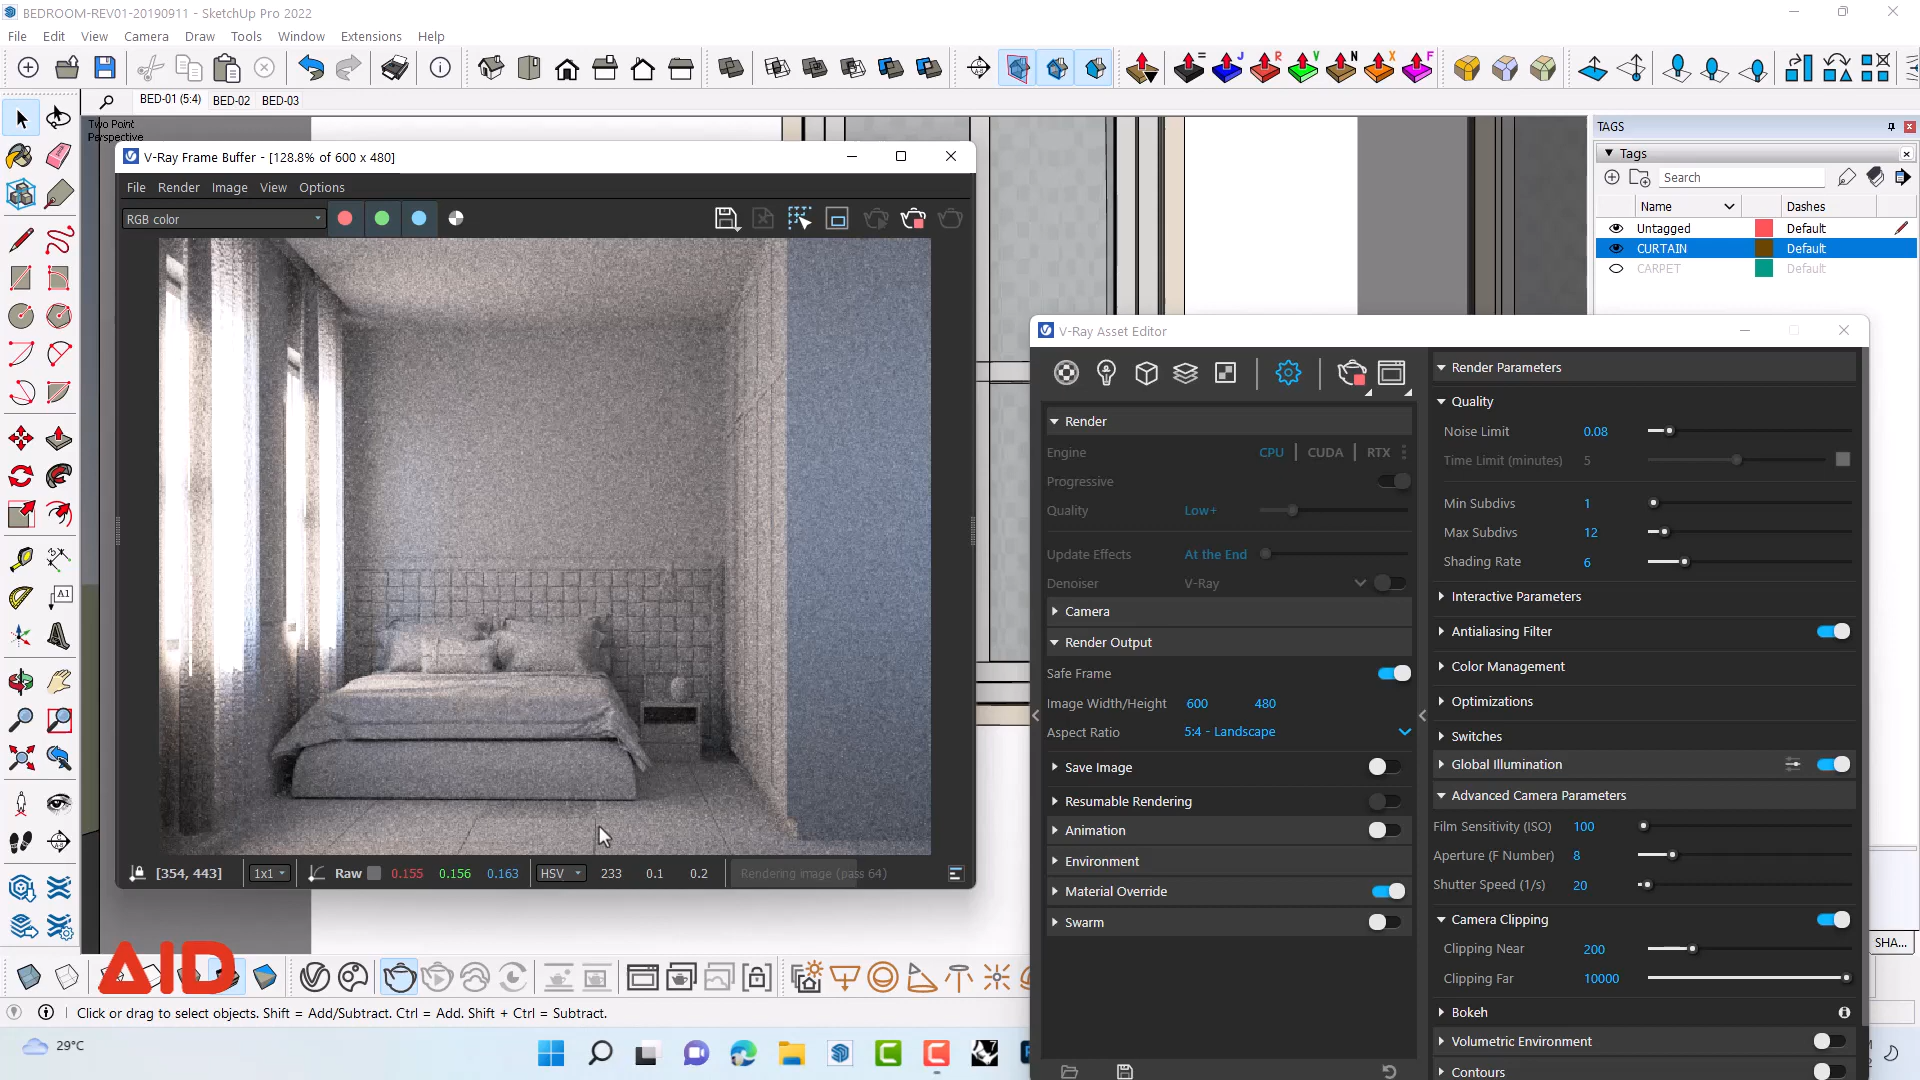 BEDROOM-REV01-20190911 - SketchUp Pro 2022
File Edit View Camera Draw Tools Window Extensions Help
BED-01 (5:4) BED-02 BED-03
Two Point
Perspective
V-Ray Frame Buffer - [128.8% of 600 x 480]
File Render Image View Options
RGB color
[354, 443] 1x1 Raw 0.155 0.156 0.163 HSV 233 0.1 0.2 Rendering image (pass 64)
TAGS
Tags
Search
Name Dashes
Untagged Default
CURTAIN Default
CARPET Default
V-Ray Asset Editor
Render
Engine CPU | CUDA | RTX
Progressive
Quality Low+
Update Effects At the End
Denoiser V-Ray
Camera
Render Output
Safe Frame
Image Width/Height 600 480
Aspect Ratio 5:4 - Landscape
Save Image
Resumable Rendering
Animation
Environment
Material Override
Swarm
Render Parameters
Quality
Noise Limit 0.08
Time Limit (minutes) 5
Min Subdivs 1
Max Subdivs 12
Shading Rate 6
Interactive Parameters
Antialiasing Filter
Color Management
Optimizations
Switches
Global Illumination
Advanced Camera Parameters
Film Sensitivity (ISO) 100
Aperture (F Number) 8
Shutter Speed (1/s) 20
Camera Clipping
Clipping Near 200
Clipping Far 10000
Bokeh
Volumetric Environment
Contours
SHA...
AID
Click or drag to select objects. Shift = Add/Subtract. Ctrl = Add. Shift + Ctrl = Subtract.
29°C